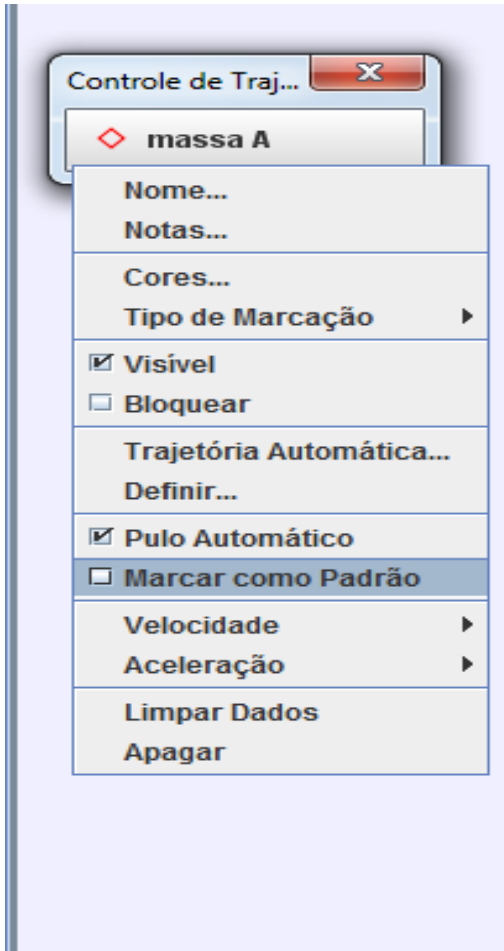 Controle de Traj...
massa A
Nome...
Notas...
Cores...
Tipo de Marcação
Visível
Bloquear
Trajetória Automática...
Definir...
Pulo Automático
Marcar como Padrão
Velocidade
Aceleração
Limpar Dados
Apagar